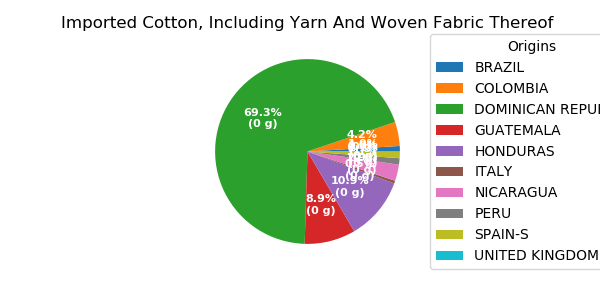 Imported Cotton, Including Yarn And Woven Fabric Thereof
Origins
BRAZIL
COLOMBIA
DOMINICAN REPU
GUATEMALA
HONDURAS
ITALY
NICARAGUA
PERU
SPAIN-S
UNITED KINGDOM
69.3%
(0 g)
4.2%
10.9%
(0 g)
8.9%
(0 g)